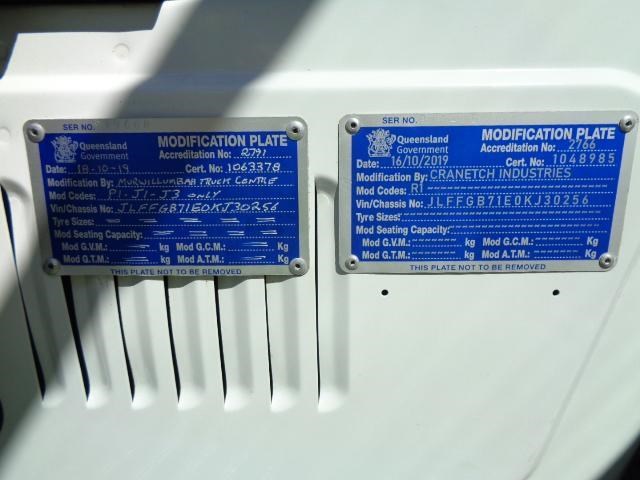 SER NO.
Queensland Government
MODIFICATION PLATE
Accreditation No. 2791
Date: 18-10-19 Cert. No. 1063378
Modification By: MURWILLUMBAH TRUCK CENTRE
Mod Codes: P1-J1-J3 ONLY
Vin/Chassis No: JLFFGB71E0KJ30256
Tyre Sizes:
Mod Seating Capacity:
Mod G.V.M: kg Mod G.C.M: Kg
Mod G.T.M: kg Mod A.T.M: Kg
THIS PLATE NOT TO BE REMOVED
SER NO.
Queensland Government
MODIFICATION PLATE
Accreditation No. 2766
Date: 16/10/2019 Cert. No. 1048985
Modification By: CRANETCH INDUSTRIES
Mod Codes: R1
Vin/Chassis No: JLFFGB71E0KJ30256
Tyre Sizes:
Mod Seating Capacity:
Mod G.V.M: kg Mod G.C.M: Kg
Mod G.T.M: kg Mod A.T.M: Kg
THIS PLATE NOT TO BE REMOVED